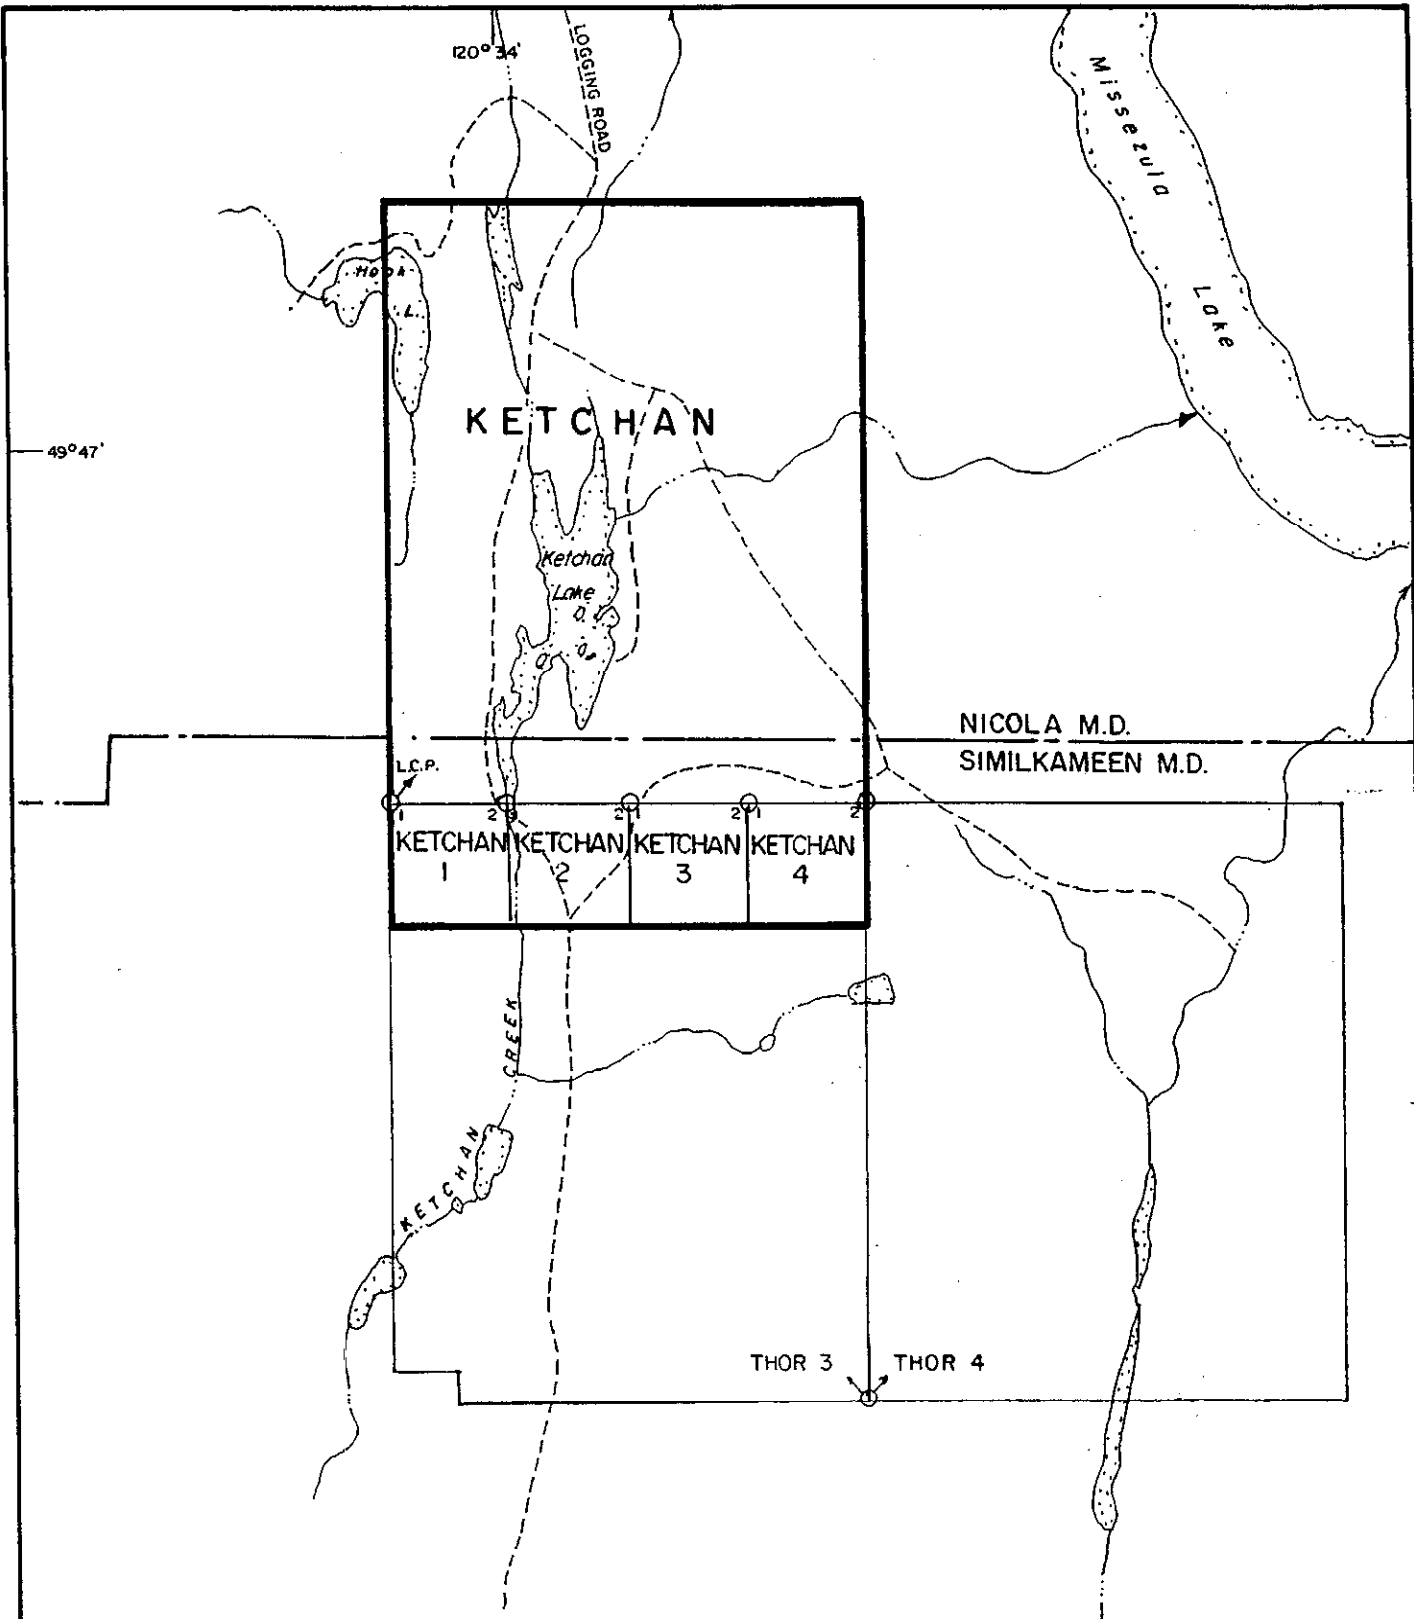 120° 34'
LOGGING ROAD
Missezula
Lake
Hook
L.
KETCHAN
49° 47'
Ketchan
Lake
NICOLA M.D.
SIMILKAMEEN M.D.
L.C.P.
1 2 1 2 1 2 1 2
KETCHAN KETCHAN KETCHAN KETCHAN
1 2 3 4
KETCHAN CREEK
THOR 3 THOR 4